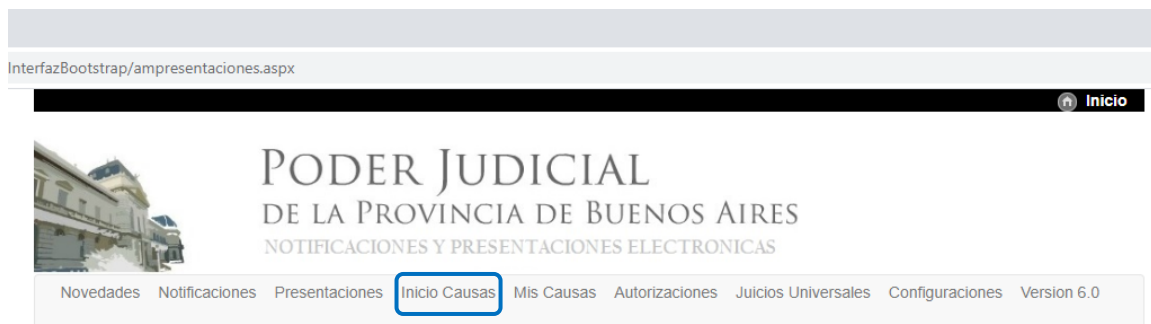 InterfazBootstrap/ampresentaciones.aspx
Inicio
PODER JUDICIAL
DE LA PROVINCIA DE BUENOS AIRES
NOTIFICACIONES Y PRESENTACIONES ELECTRONICAS
Novedades Notificaciones Presentaciones Inicio Causas Mis Causas Autorizaciones Juicios Universales Configuraciones Version 6.0